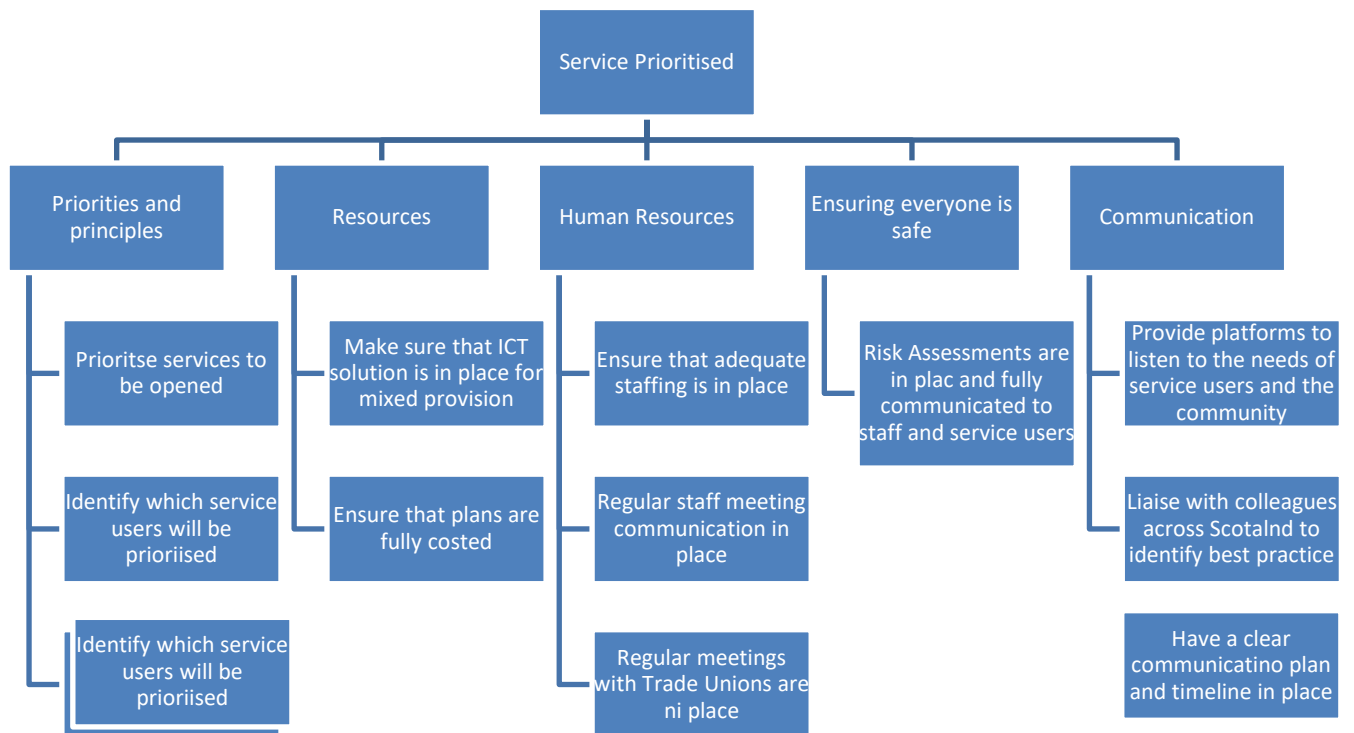 Service Prioritised
Priorities and
principles
Resources
Human Resources
Ensuring everyone is
safe
Communication
Prioritse services to
be opened
Identify which service
users will be
prioriised
Identify which service
users will be
prioriised
Make sure that ICT
solution is in place for
mixed provision
Ensure that plans are
fully costed
Ensure that adequate
staffing is in place
Regular staff meeting
communication in
place
Regular meetings
with Trade Unions are
ni place
Risk Assessments are
in plac and fully
communicated to
staff and service users
Provide platforms to
listen to the needs of
service users and the
community
Liaise with colleagues
across Scotalnd to
identify best practice
Have a clear
communicatino plan
and timeline in place